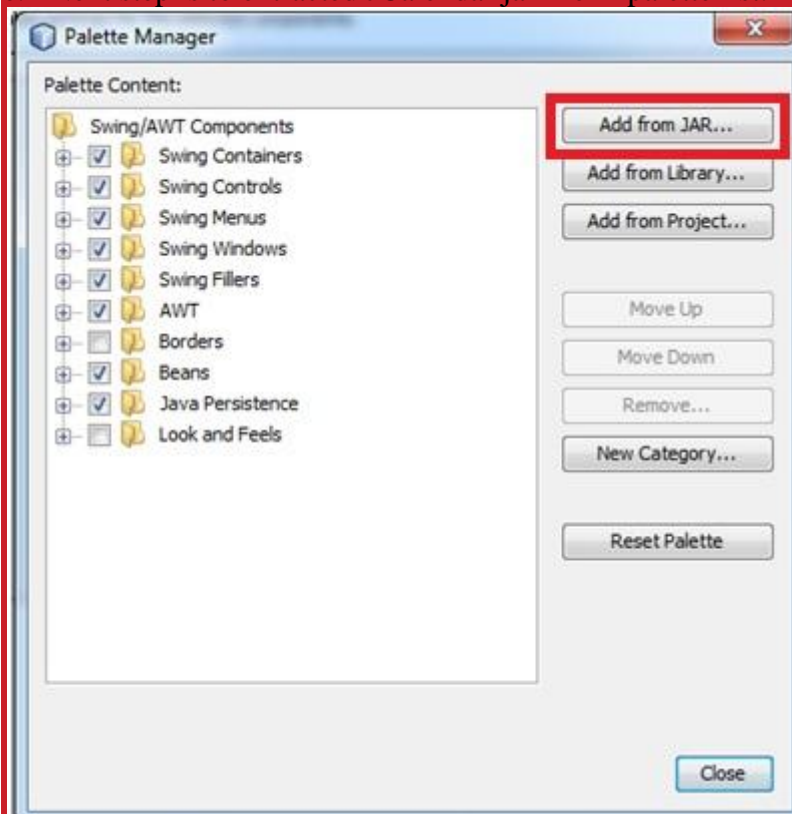 Palette Manager
Palette Content:
Swing/AWT Components
Swing Containers
Swing Controls
Swing Menus
Swing Windows
Swing Fillers
AWT
Borders
Beans
Java Persistence
Look and Feels
Add from JAR...
Add from Library...
Add from Project...
Move Up
Move Down
Remove...
New Category...
Reset Palette
Close